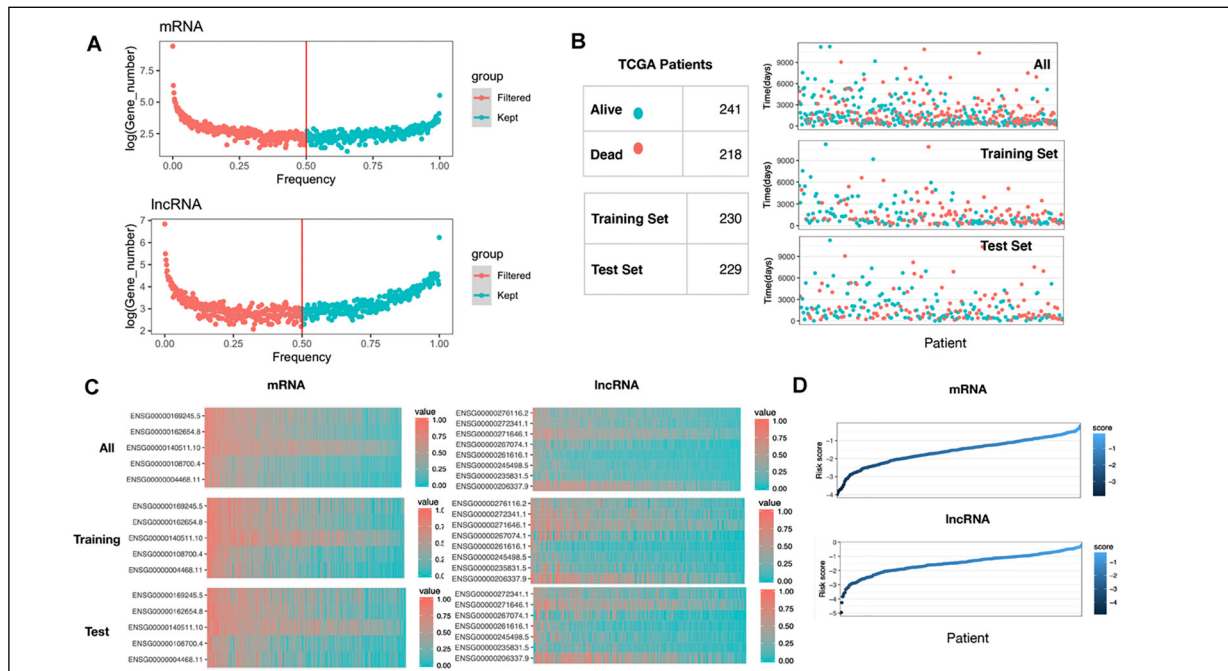 A
mRNA
log(Gene_number)
7.5
5.0
2.5
0.00
0.25
0.50
0.75
1.00
Frequency
group
Filtered
Kept
lncRNA
log(Gene_number)
7
6
5
4
3
2
0.00
0.25
0.50
0.75
1.00
Frequency
group
Filtered
Kept
B
TCGA Patients
Alive 241
Dead 218
Training Set 230
Test Set 229
All
Time(days)
9000
6000
3000
0
Training Set
Time(days)
9000
6000
3000
0
Test Set
Time(days)
9000
6000
3000
0
Patient
C
mRNA
lncRNA
All
ENSG00000169245.5
ENSG00000162654.8
ENSG00000140511.10
ENSG00000108700.4
ENSG00000004468.11
value
1.00
0.75
0.50
0.25
0.00
ENSG00000276116.2
ENSG00000272341.1
ENSG00000271646.1
ENSG00000267074.1
ENSG00000261616.1
ENSG00000245498.5
ENSG00000235831.5
ENSG00000206337.9
value
1.00
0.75
0.50
0.25
0.00
Training
ENSG00000169245.5
ENSG00000162654.8
ENSG00000140511.10
ENSG00000108700.4
ENSG00000004468.11
value
1.00
0.75
0.50
0.25
0.00
ENSG00000276116.2
ENSG00000272341.1
ENSG00000271646.1
ENSG00000267074.1
ENSG00000261616.1
ENSG00000245498.5
ENSG00000235831.5
ENSG00000206337.9
value
1.00
0.75
0.50
0.25
0.00
Test
ENSG00000169245.5
ENSG00000162654.8
ENSG00000140511.10
ENSG00000108700.4
ENSG00000004468.11
value
1.00
0.75
0.50
0.25
0.00
ENSG00000272341.1
ENSG00000271646.1
ENSG00000267074.1
ENSG00000261616.1
ENSG00000245498.5
ENSG00000235831.5
ENSG00000206337.9
value
1.00
0.75
0.50
0.25
0.00
D
mRNA
Risk score
-1
-2
-3
-4
score
-1
-2
-3
lncRNA
Risk score
0
-1
-2
-3
-4
-5
score
-1
-2
-3
-4
Patient